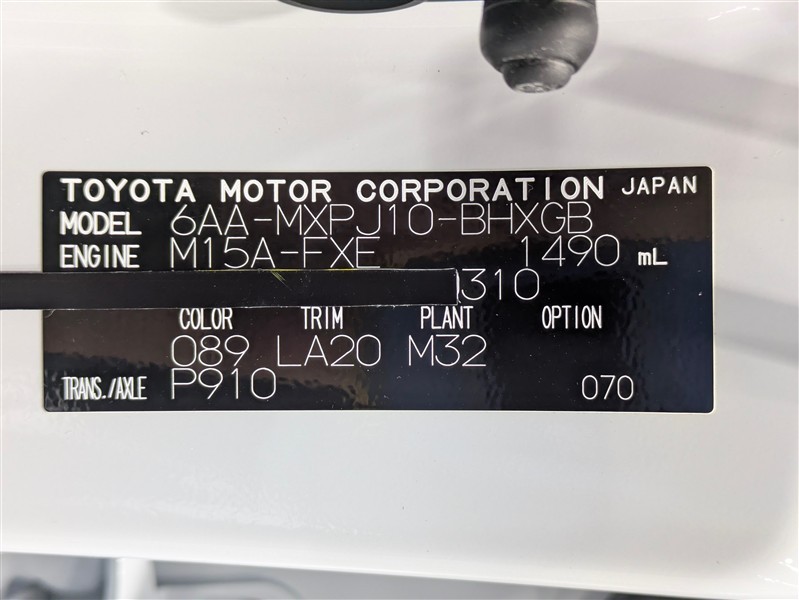 TOYOTA MOTOR CORPORATION JAPAN
MODEL 6AA-MXPJ10-BHXGB
ENGINE M15A-FXE 1490 mL
310
COLOR TRIM PLANT OPTION
089 LA20 M32
TRANS./AXLE P910 070